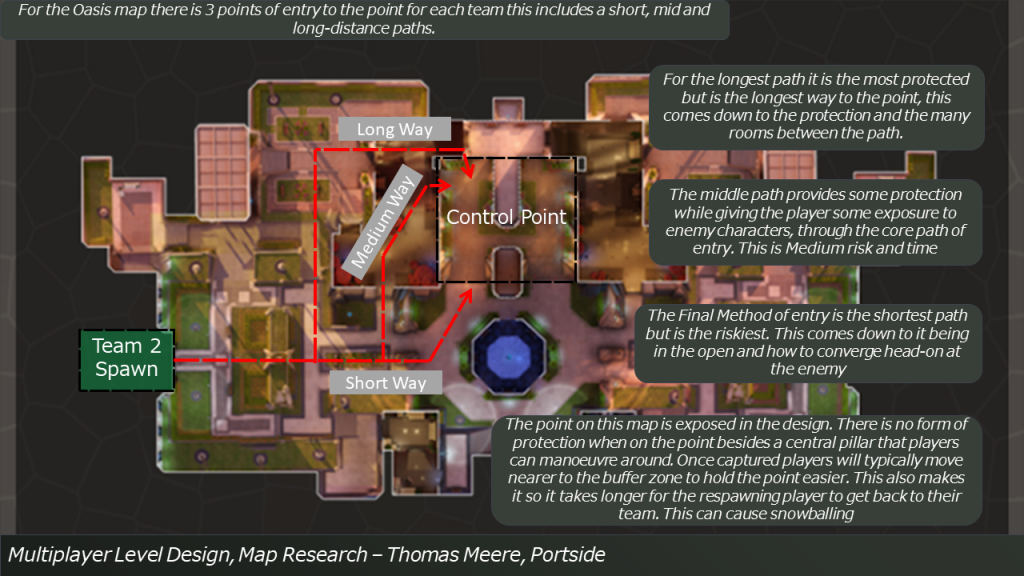 For the Oasis map there is 3 points of entry to the point for each team this includes a short, mid and
long-distance paths.
For the longest path it is the most protected
but is the longest way to the point, this
comes down to the protection and the many
rooms between the path.
Long Way
Medium Way
Control Point
The middle path provides some protection
while giving the player some exposure to
enemy characters, through the core path of
entry. This is Medium risk and time
The Final Method of entry is the shortest path
but is the riskiest. This comes down to it being
in the open and how to converge head-on at
the enemy
Team 2
Spawn
Short Way
The point on this map is exposed in the design. There is no form of
protection when on the point besides a central pillar that players
can manoeuvre around. Once captured players will typically move
nearer to the buffer zone to hold the point easier. This also makes
it so it takes longer for the respawning player to get back to their
team. This can cause snowballing
Multiplayer Level Design, Map Research – Thomas Meere, Portside